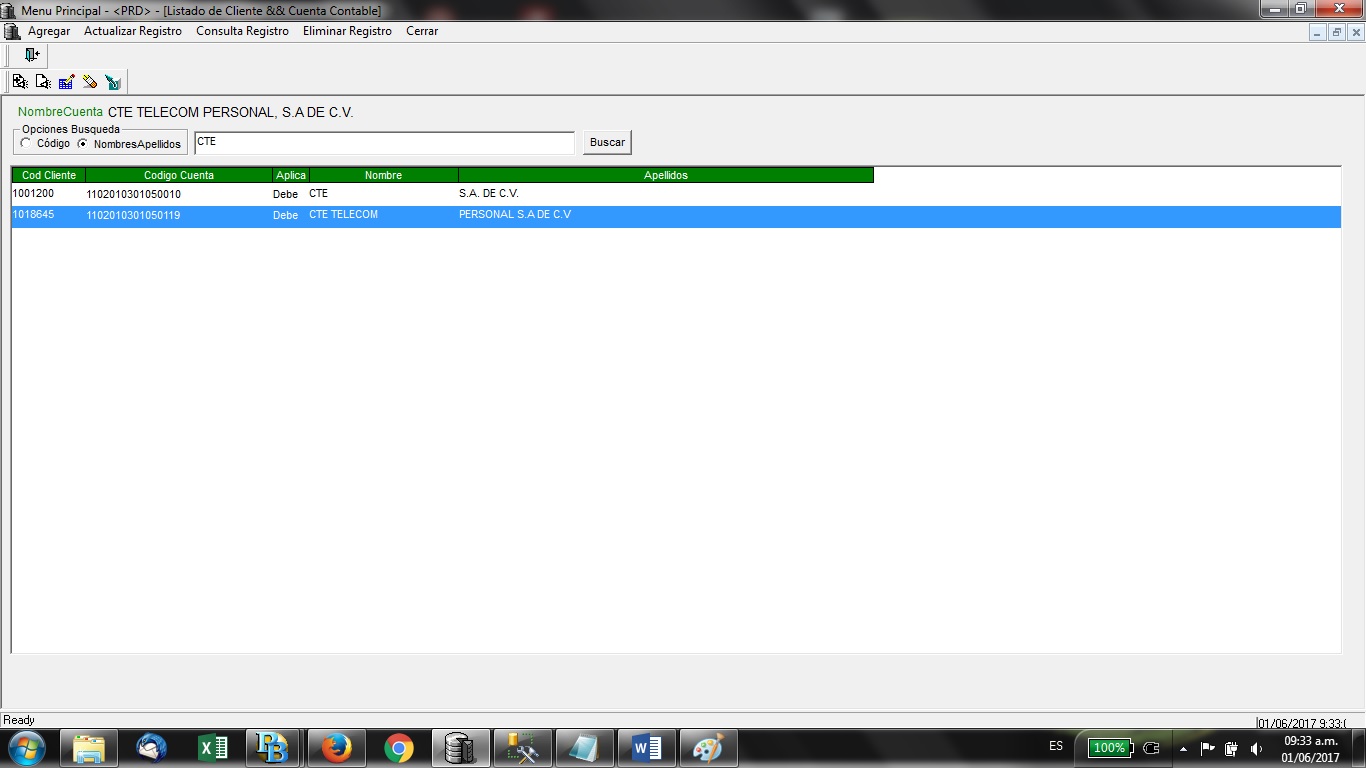 Menu Principal - <PRD> - [Listado de Cliente && Cuenta Contable]
Agregar Actualizar Registro Consulta Registro Eliminar Registro Cerrar
NombreCuenta CTE TELECOM PERSONAL, S.A DE C.V.
Opciones Busqueda
Código NombresApellidos CTE Buscar
Cod Cliente Codigo Cuenta Aplica Nombre Apellidos
1001200 1102010301050010 Debe CTE S.A. DE C.V.
1018645 1102010301050119 Debe CTE TELECOM PERSONAL S.A DE C.V
Ready 01/06/2017 9:33:(
ES 100% 09:33 a.m.
01/06/2017